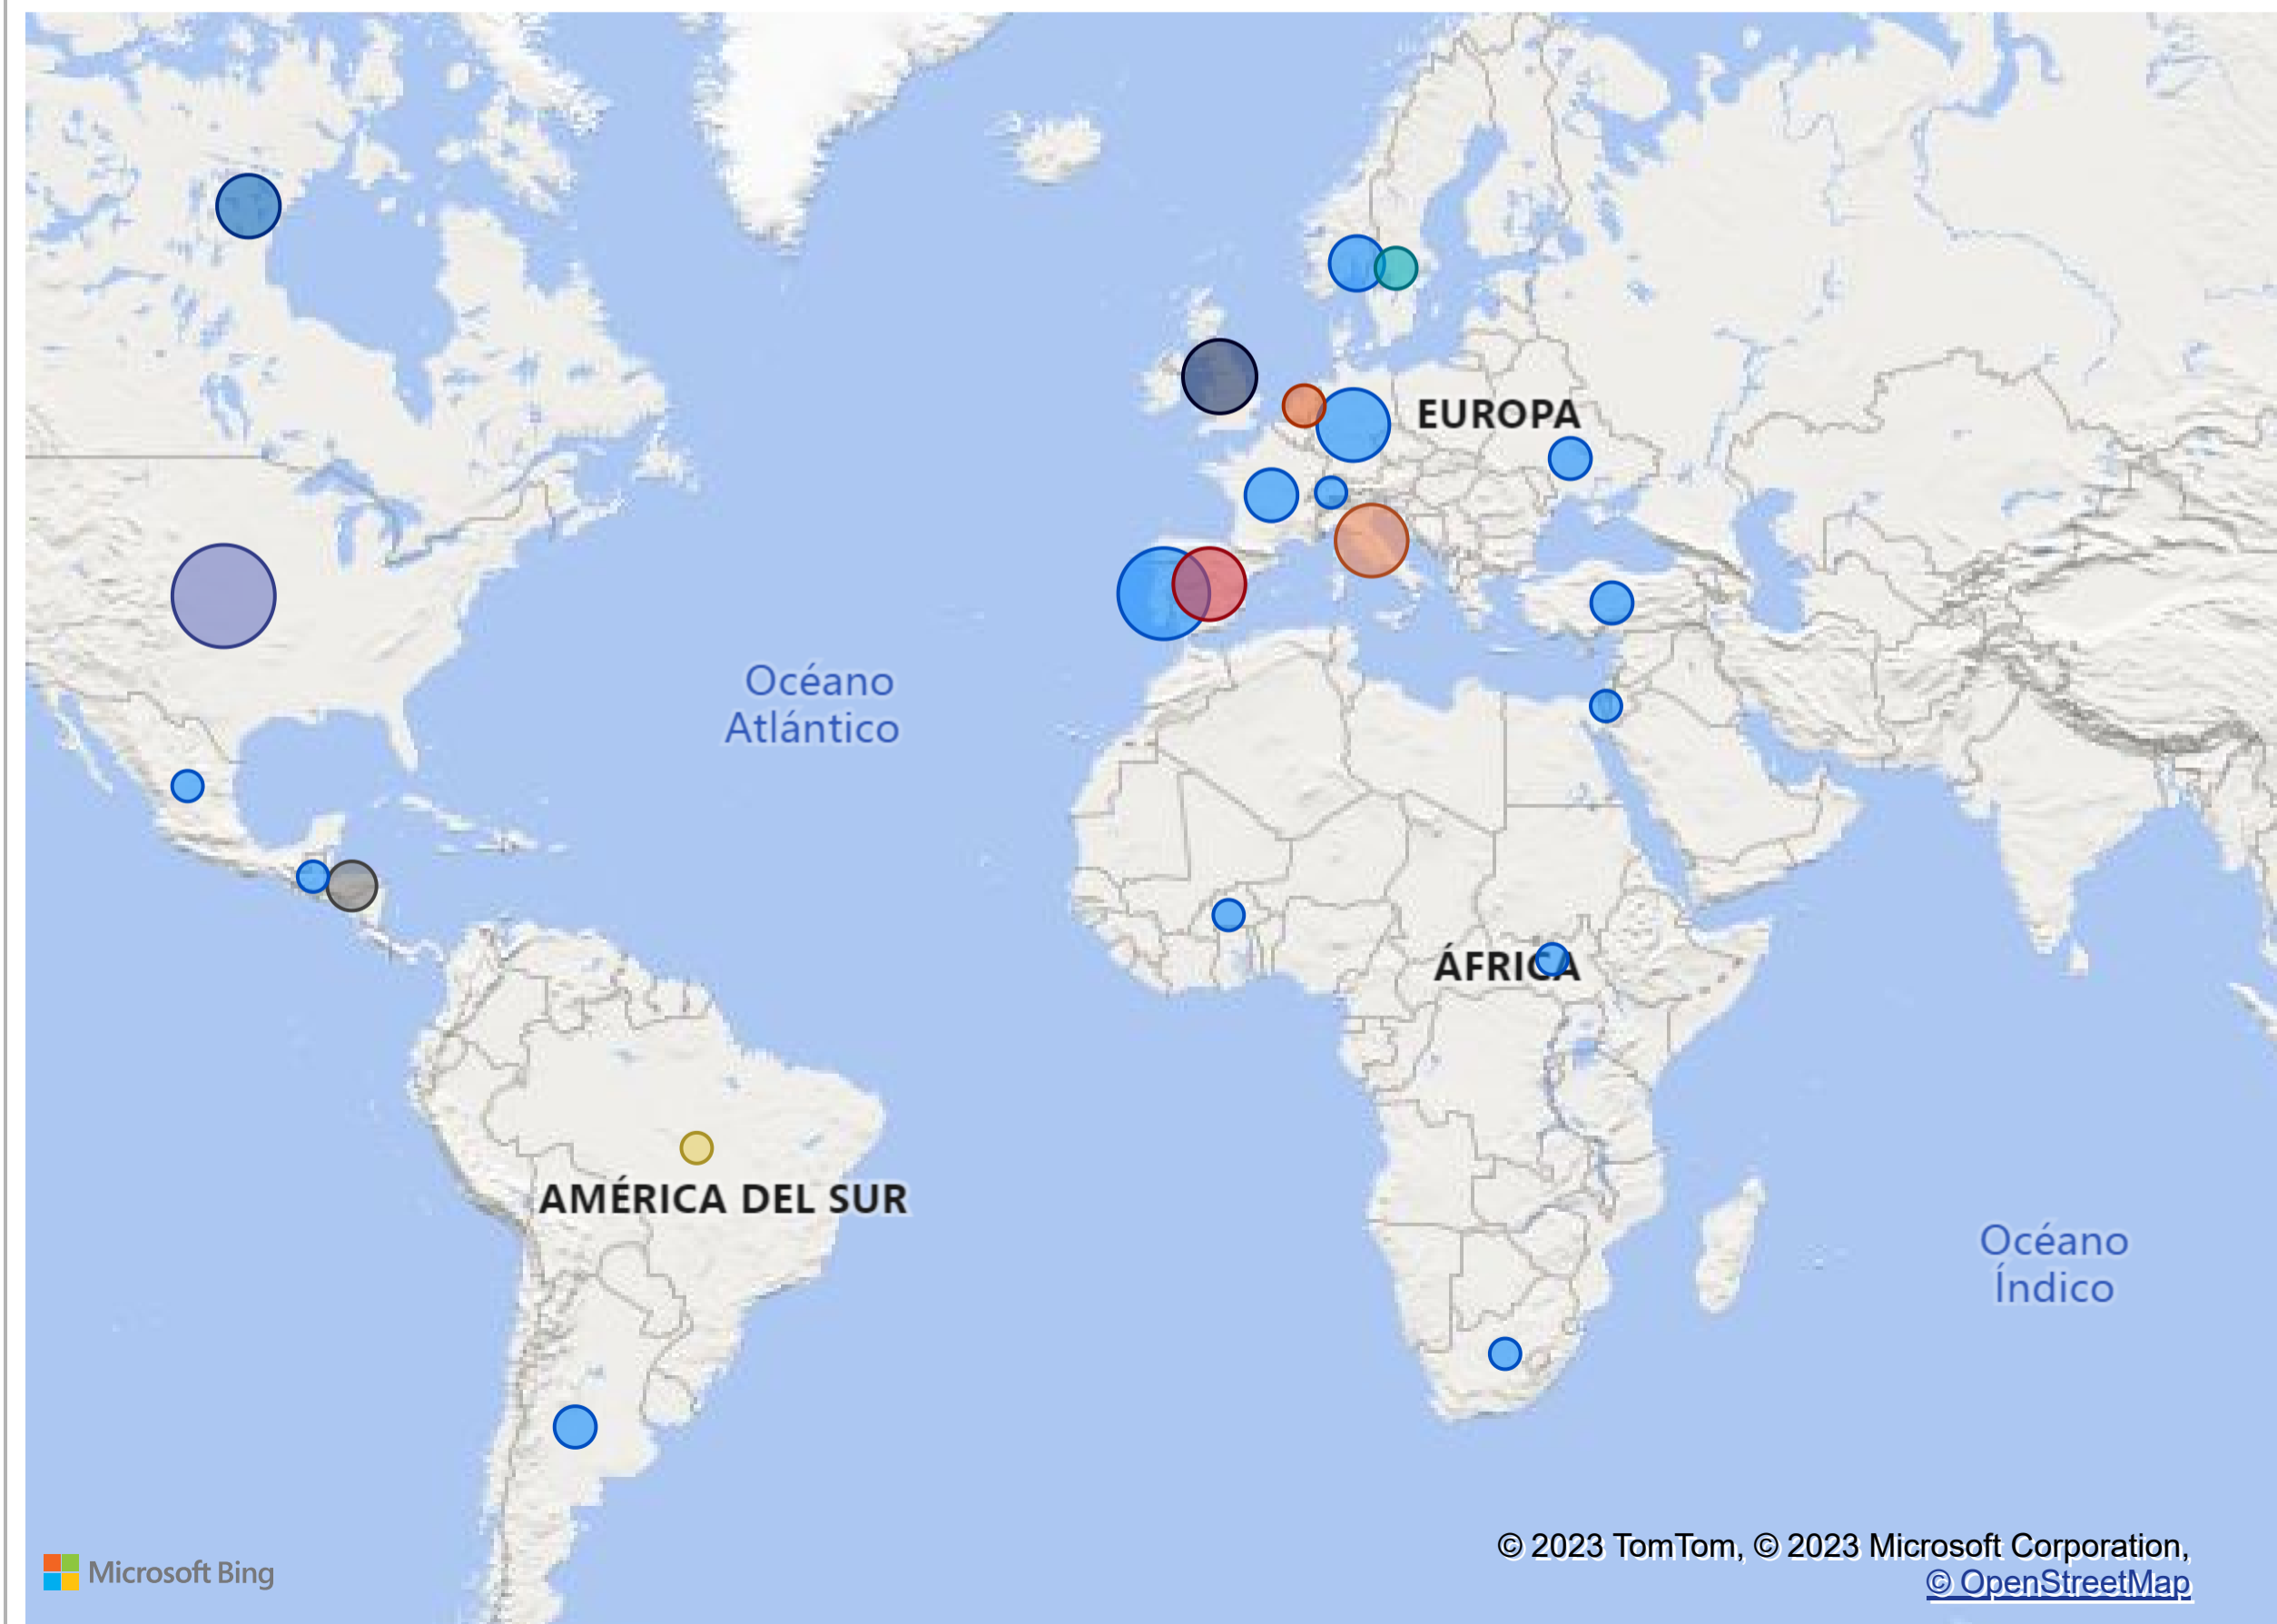 EUROPA
Océano
Atlántico
ÁFRICA
AMÉRICA DEL SUR
Océano
Índico
© 2023 TomTom, © 2023 Microsoft Corporation,
© OpenStreetMap
Microsoft Bing